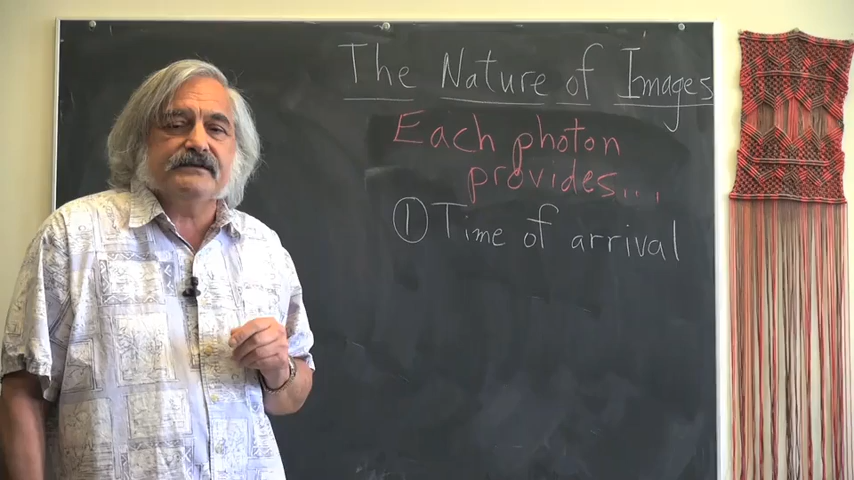 The Nature of Images
Each photon
provides....
① Time of arrival